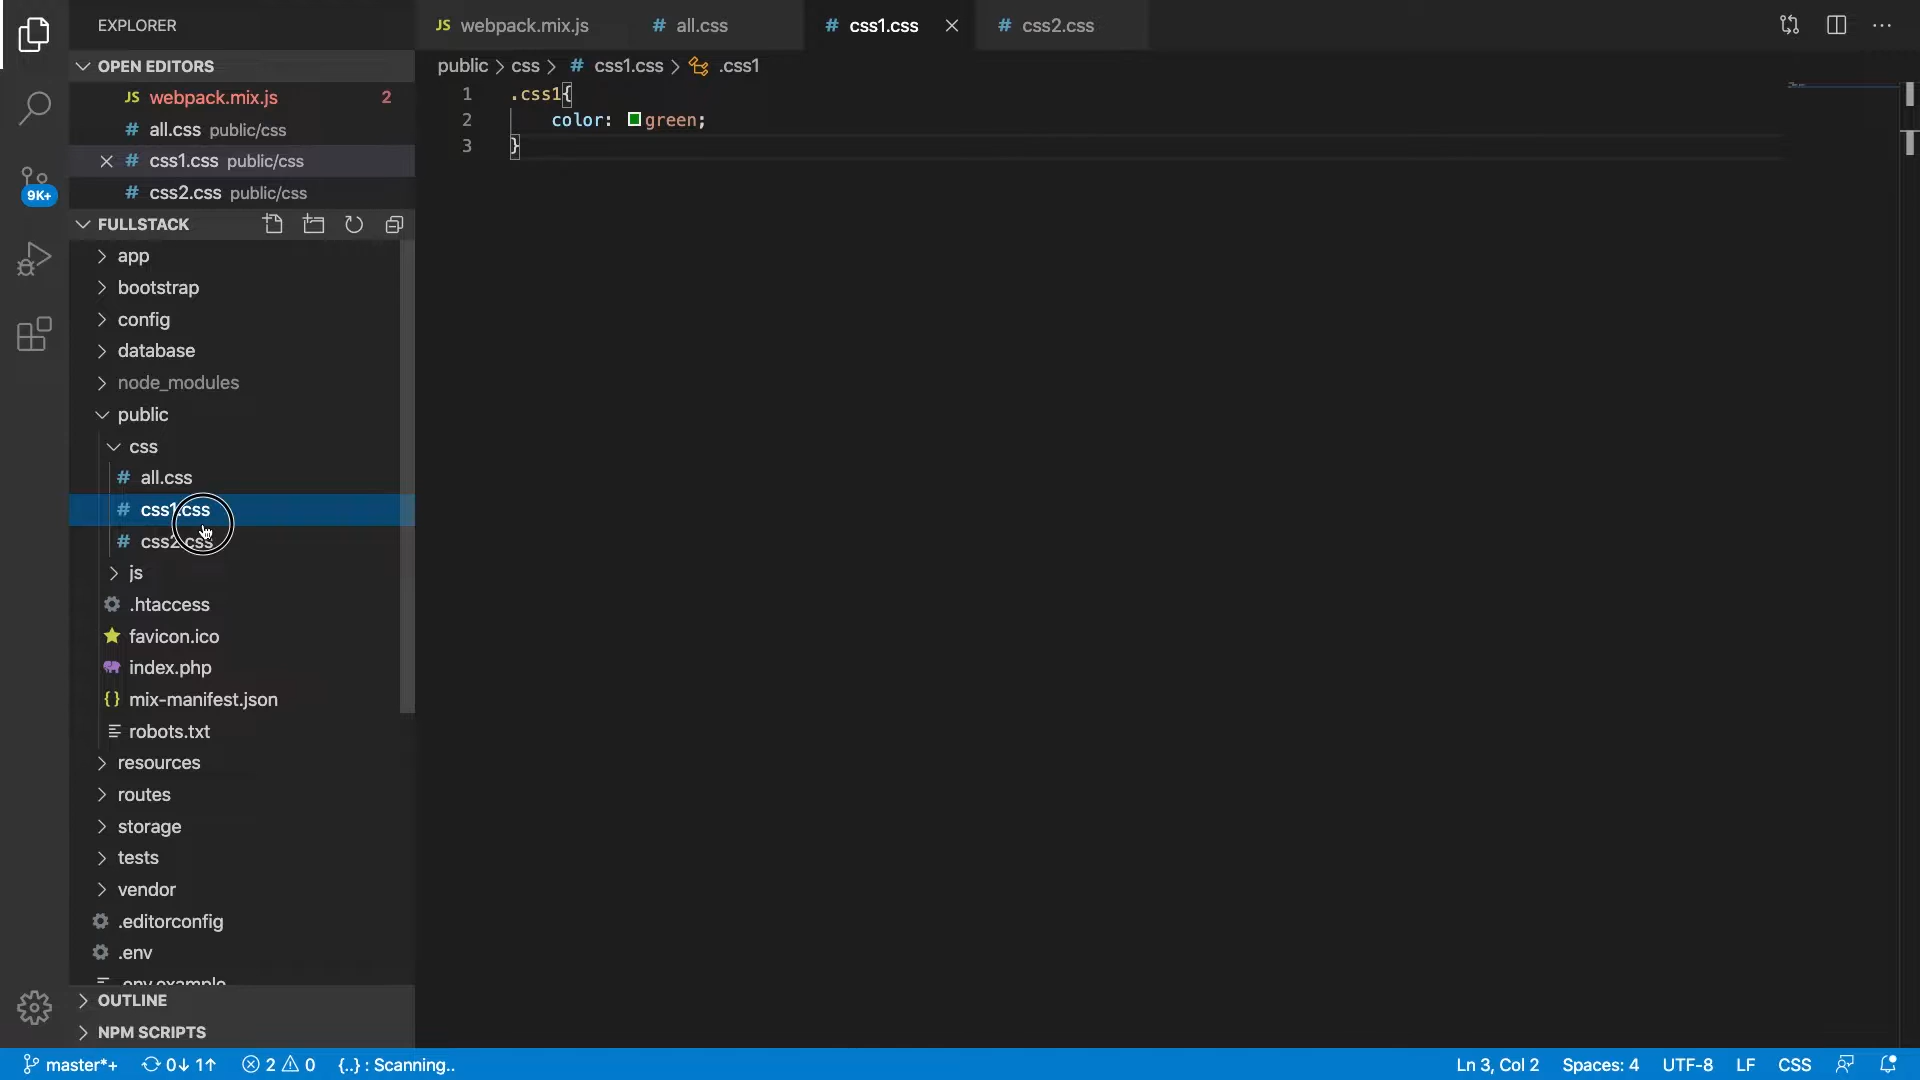 EXPLORER
OPEN EDITORS
JS webpack.mix.js 2
# all.css public/css
# css1.css public/css
# css2.css public/css
9K+
FULLSTACK
app
bootstrap
config
database
node_modules
public
css
# all.css
# css1.css
# css2.css
js
.htaccess
favicon.ico
index.php
{} mix-manifest.json
robots.txt
resources
routes
storage
tests
vendor
.editorconfig
.env
.env.example
OUTLINE
NPM SCRIPTS
JS webpack.mix.js # all.css # css1.css # css2.css
public > css > # css1.css > .css1
1 .css1{
2 color: green;
3 }
master*+ 0↓ 1↑ 2 0 {..} : Scanning.. Ln 3, Col 2 Spaces: 4 UTF-8 LF CSS